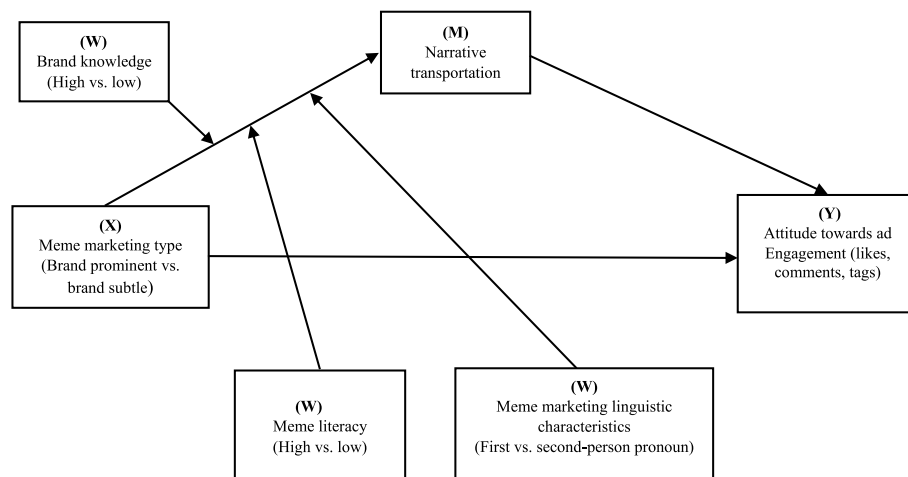 (W)
Brand knowledge
(High vs. low)
(M)
Narrative
transportation
(X)
Meme marketing type
(Brand prominent vs.
brand subtle)
(Y)
Attitude towards ad
Engagement (likes,
comments, tags)
(W)
Meme literacy
(High vs. low)
(W)
Meme marketing linguistic
characteristics
(First vs. second-person pronoun)